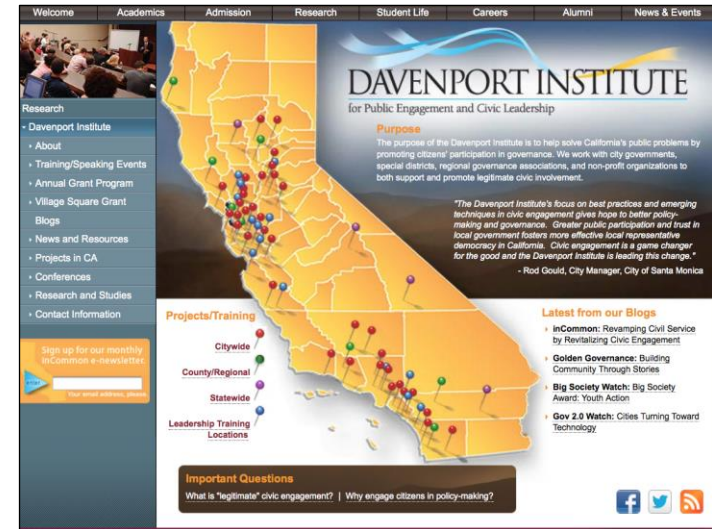 Welcome
Academics
Admission
Research
Student Life
Careers
Alumni
News & Events
Research
Davenport Institute
About
Training/Speaking Events
Annual Grant Program
Village Square Grant
Blogs
News and Resources
Projects in CA
Conferences
Research and Studies
Contact Information
Sign up for our monthly
InCommon e-newsletter.
enter
Your email address, please
DAVENPORT INSTITUTE
for Public Engagement and Civic Leadership
Purpose
The purpose of the Davenport Institute is to help solve California's public problems by
promoting citizens' participation in governance. We work with city governments,
special districts, regional governance associations, and non-profit organizations to
both support and promote legitimate civic involvement.
"The Davenport Institute's focus on best practices and emerging
techniques in civic engagement gives hope to better policy-
making and governance. Greater public participation and trust in
local government fosters more effective local representative
democracy in California. Civic engagement is a game changer
for the good and the Davenport Institute is leading this change."
- Rod Gould, City Manager, City of Santa Monica
Projects/Training
Citywide
County/Regional
Statewide
Leadership Training
Locations
Latest from our Blogs
inCommon: Revamping Civil Service
by Revitalizing Civic Engagement
Golden Governance: Building
Community Through Stories
Big Society Watch: Big Society
Award: Youth Action
Gov 2.0 Watch: Cities Turning Toward
Technology
Important Questions
What is "legitimate" civic engagement? | Why engage citizens in policy-making?